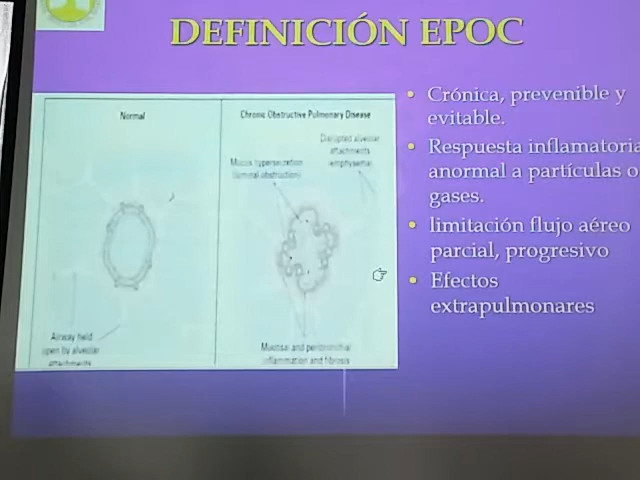 DEFINICIÓN EPOC
Normal
Chronic Obstructive Pulmonary Disease
Disrupted alveolar
attachments
(emphysema)
Mucus hypersecretion
(luminal obstruction)
Airway held
open by alveolar
attachments
Mucosal and peribronchial
inflammation and fibrosis
• Crónica, prevenible y
evitable.
• Respuesta inflamatoria
anormal a partículas o
gases.
• limitación flujo aéreo
parcial, progresivo
• Efectos
extrapulmonares